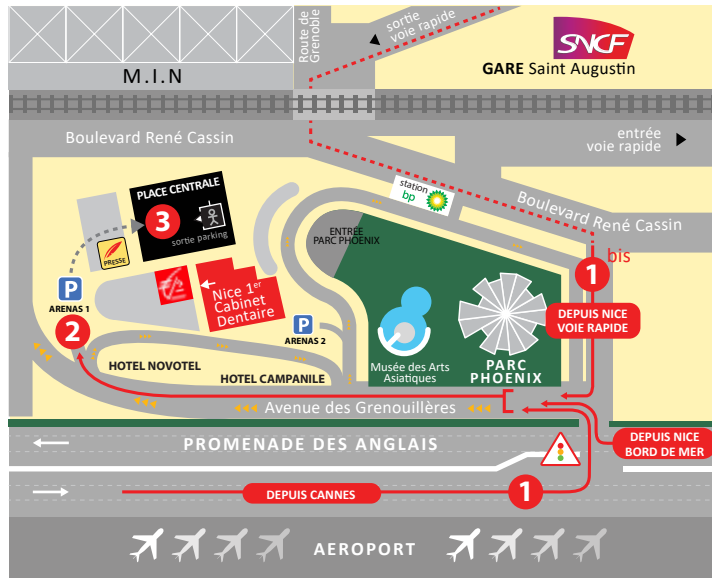 Route de
Grenoble
sortie
voie rapide
SNCF
GARE Saint Augustin
M.I.N
Boulevard René Cassin
entrée
voie rapide
station
bp
Boulevard René Cassin
PLACE CENTRALE
3
sortie parking
PRESSE
ENTRÉE
PARC PHOENIX
1
bis
DEPUIS NICE
VOIE RAPIDE
P
ARENAS 1
2
Nice 1er
Cabinet
Dentaire
P
ARENAS 2
Musée des Arts
Asiatiques
PARC
PHOENIX
HOTEL NOVOTEL
HOTEL CAMPANILE
Avenue des Grenouillères
PROMENADE DES ANGLAIS
DEPUIS NICE
BORD DE MER
DEPUIS CANNES
1
AEROPORT